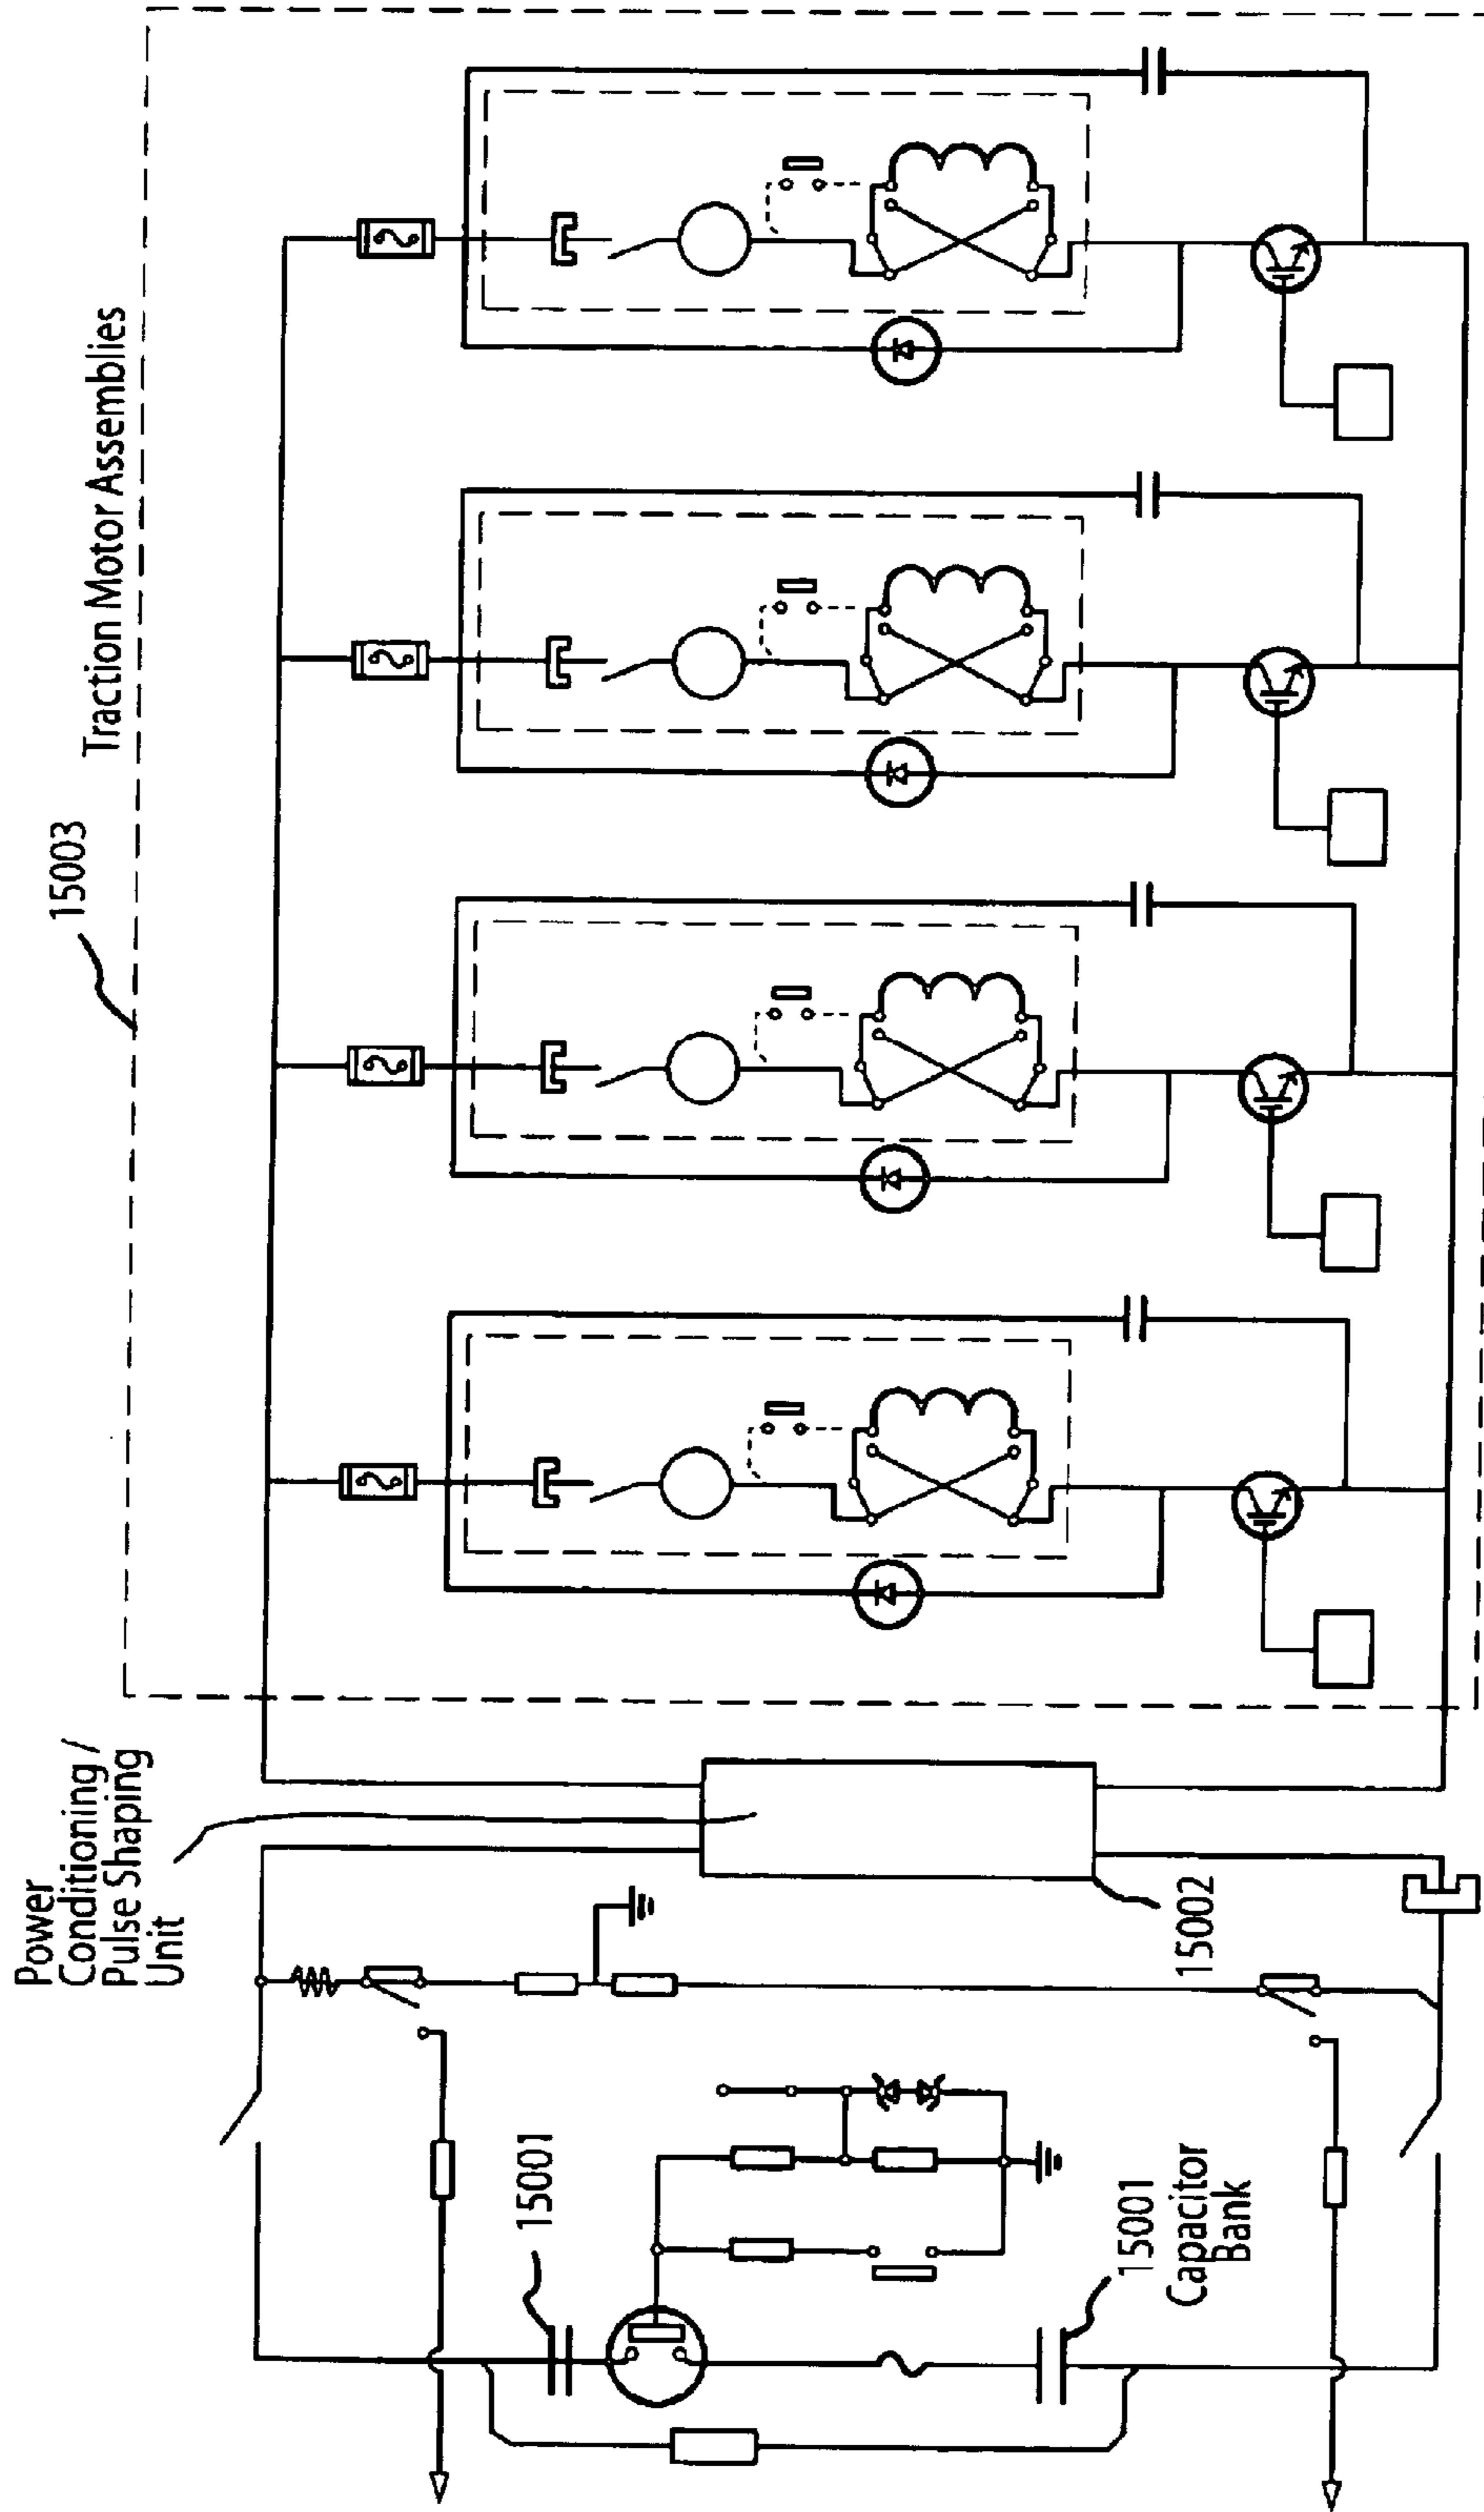 15003
Traction Motor Assemblies
Power
Conditioning /
Pulse Shaping
Unit
15002
15001
15001
Capacitor
Bank